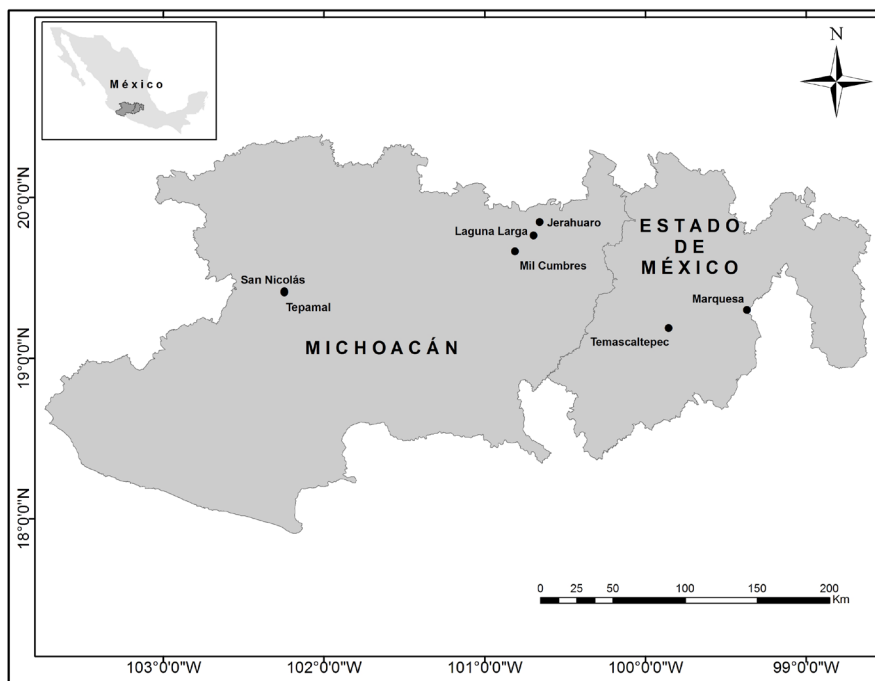 México
N
20°0'0"N
19°0'0"N
18°0'0"N
Jerahuaro
Laguna Larga
Mil Cumbres
ESTADO
DE
MÉXICO
San Nicolás
Tepamal
Marquesa
Temascaltepec
MICHOACÁN
0 25 50 100 150 200
Km
103°0'0"W 102°0'0"W 101°0'0"W 100°0'0"W 99°0'0"W